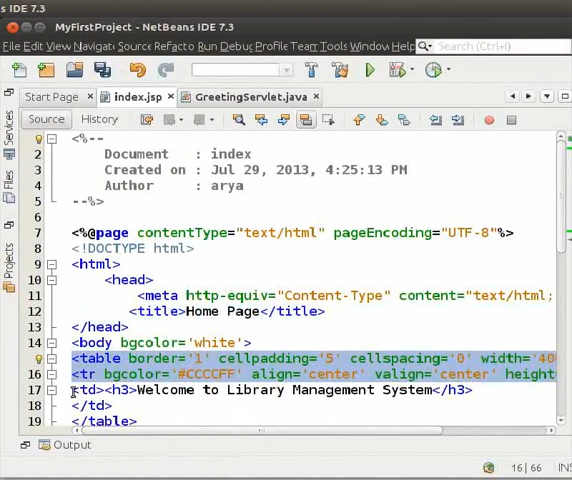 s IDE 7.3
MyFirstProject - NetBeans IDE 7.3
File Edit View Navigate Source Refactor Run Debug Profile Team Tools Window Help Search (Ctrl+I)
Start Page index.jsp GreetingServlet.java
Source History
Services
Files
Projects
<%--
2 Document : index
3 Created on : Jul 29, 2013, 4:25:13 PM
4 Author : arya
5 --%>
6
7 <%@page contentType="text/html" pageEncoding="UTF-8"%>
8 <!DOCTYPE html>
9 <html>
10 <head>
11 <meta http-equiv="Content-Type" content="text/html;
12 <title>Home Page</title>
13 </head>
14 <body bgcolor='white'>
<table border='1' cellpadding='5' cellspacing='0' width='40
16 <tr bgcolor='#CCCCFF' align='center' valign='center' height=
17 <td><h3>Welcome to Library Management System</h3>
18 </td>
19 </table>
Output
16 | 66 INS